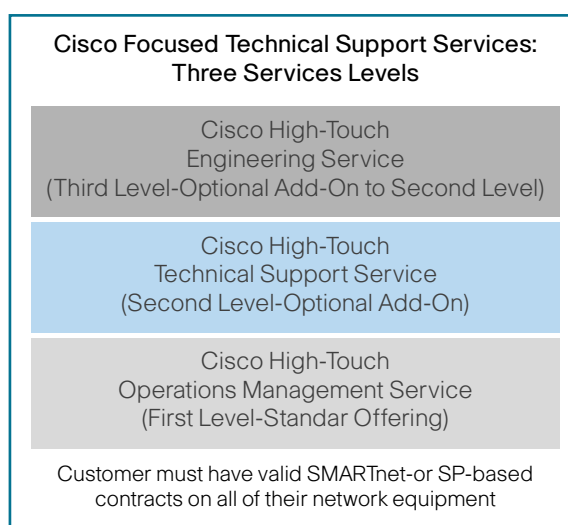 Cisco Focused Technical Support Services:
Three Services Levels
Cisco High-Touch
Engineering Service
(Third Level-Optional Add-On to Second Level)
Cisco High-Touch
Technical Support Service
(Second Level-Optional Add-On)
Cisco High-Touch
Operations Management Service
(First Level-Standar Offering)
Customer must have valid SMARTnet-or SP-based
contracts on all of their network equipment